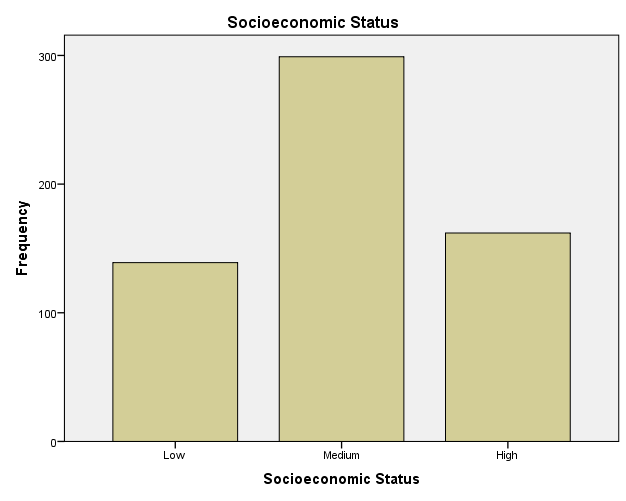 Socioeconomic Status
Frequency
300
200
100
0
Low Medium High
Socioeconomic Status